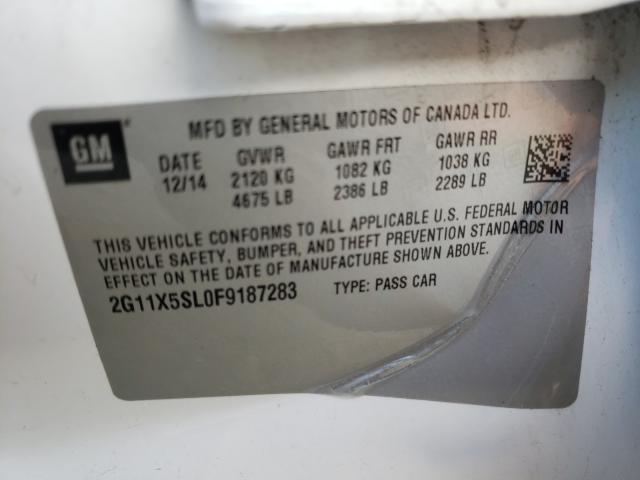 GM
MFD BY GENERAL MOTORS OF CANADA LTD.
DATE GVWR GAWR FRT GAWR RR
12/14 2120 KG 1082 KG 1038 KG
4675 LB 2386 LB 2289 LB
THIS VEHICLE CONFORMS TO ALL APPLICABLE U.S. FEDERAL MOTOR
VEHICLE SAFETY, BUMPER, AND THEFT PREVENTION STANDARDS IN
EFFECT ON THE DATE OF MANUFACTURE SHOWN ABOVE.
2G11X5SL0F9187283 TYPE: PASS CAR